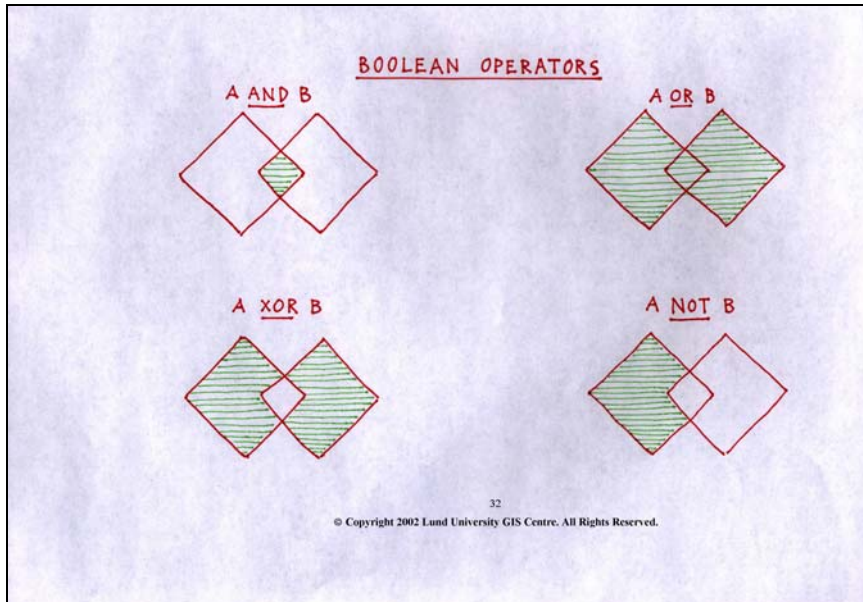 BOOLEAN OPERATORS
A AND B
A OR B
A XOR B
A NOT B
32
© Copyright 2002 Lund University GIS Centre. All Rights Reserved.